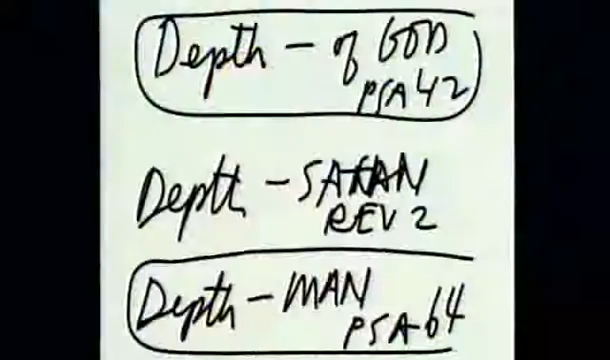 Depth - of GOD
PSA 42
Depth - SATAN
REV 2
Depth - MAN
PSA 64